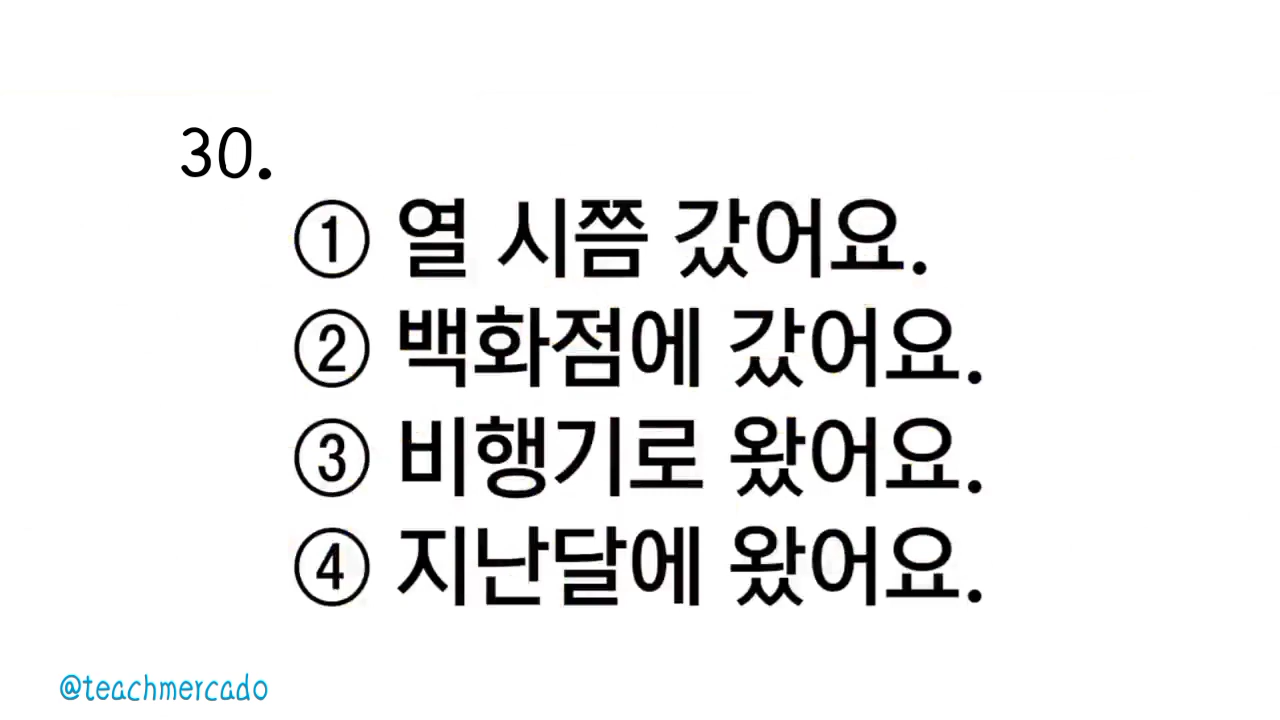 30.
① 열 시쯤 갔어요.
② 백화점에 갔어요.
③ 비행기로 왔어요.
④ 지난달에 왔어요.
@teachmercado